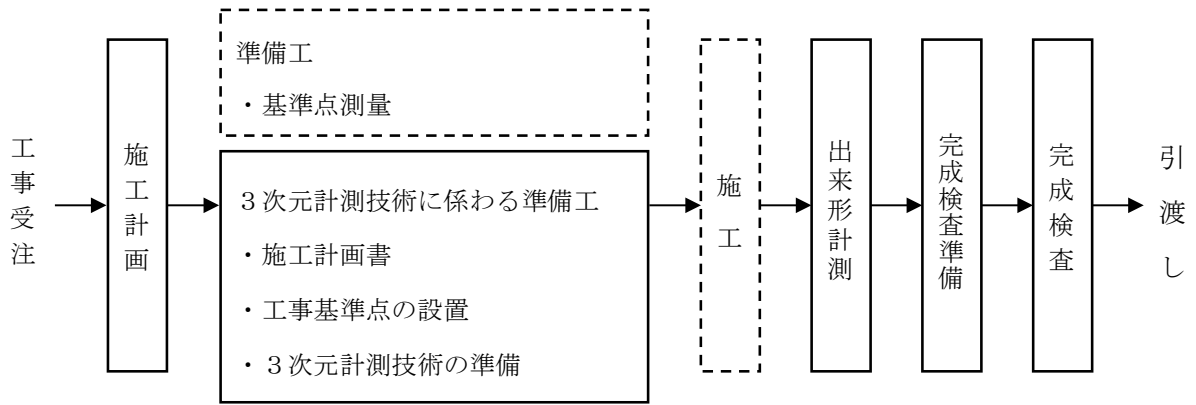 工事受注
施工計画
準備工
・基準点測量
３次元計測技術に係わる準備工
・施工計画書
・工事基準点の設置
・３次元計測技術の準備
施工
出来形計測
完成検査準備
完成検査
引渡し